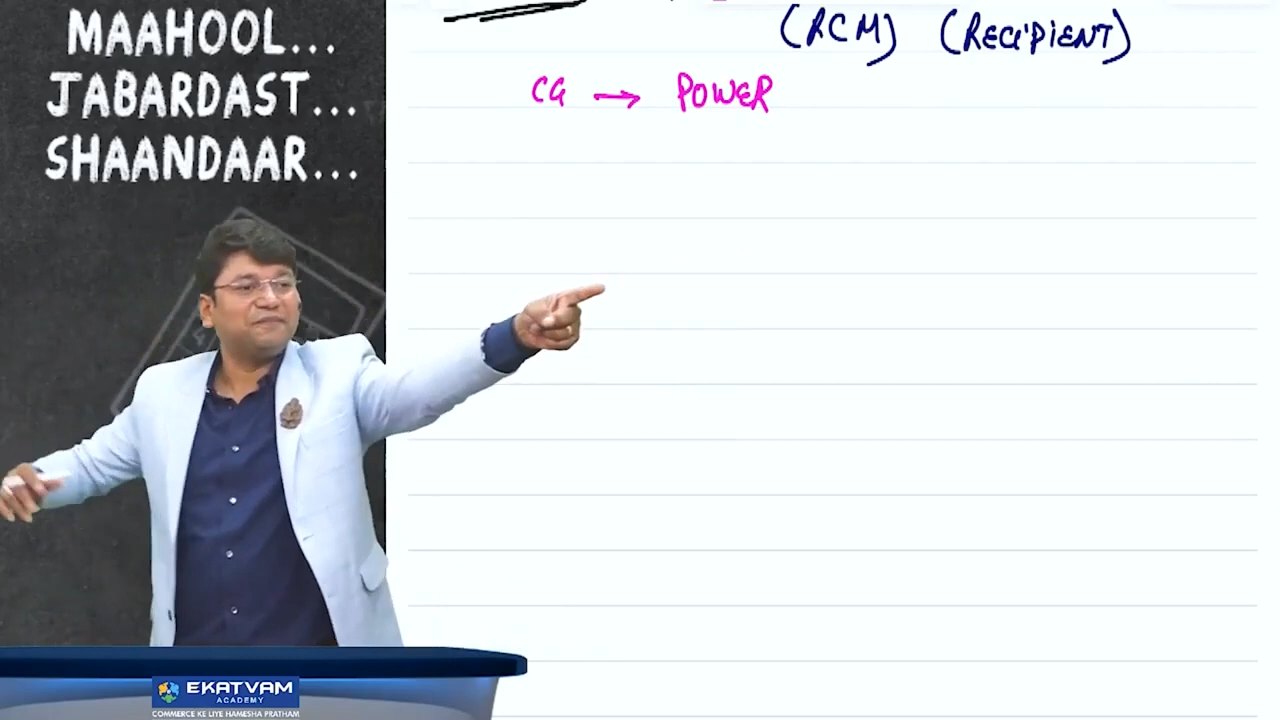 MAAHOOL...
JABARDAST...
SHAANDAAR...
(RCM) (RECIPIENT)
CG → POWER
EKATVAM
ACADEMY
COMMERCE KE LIYE HAMESHA PRATHAM